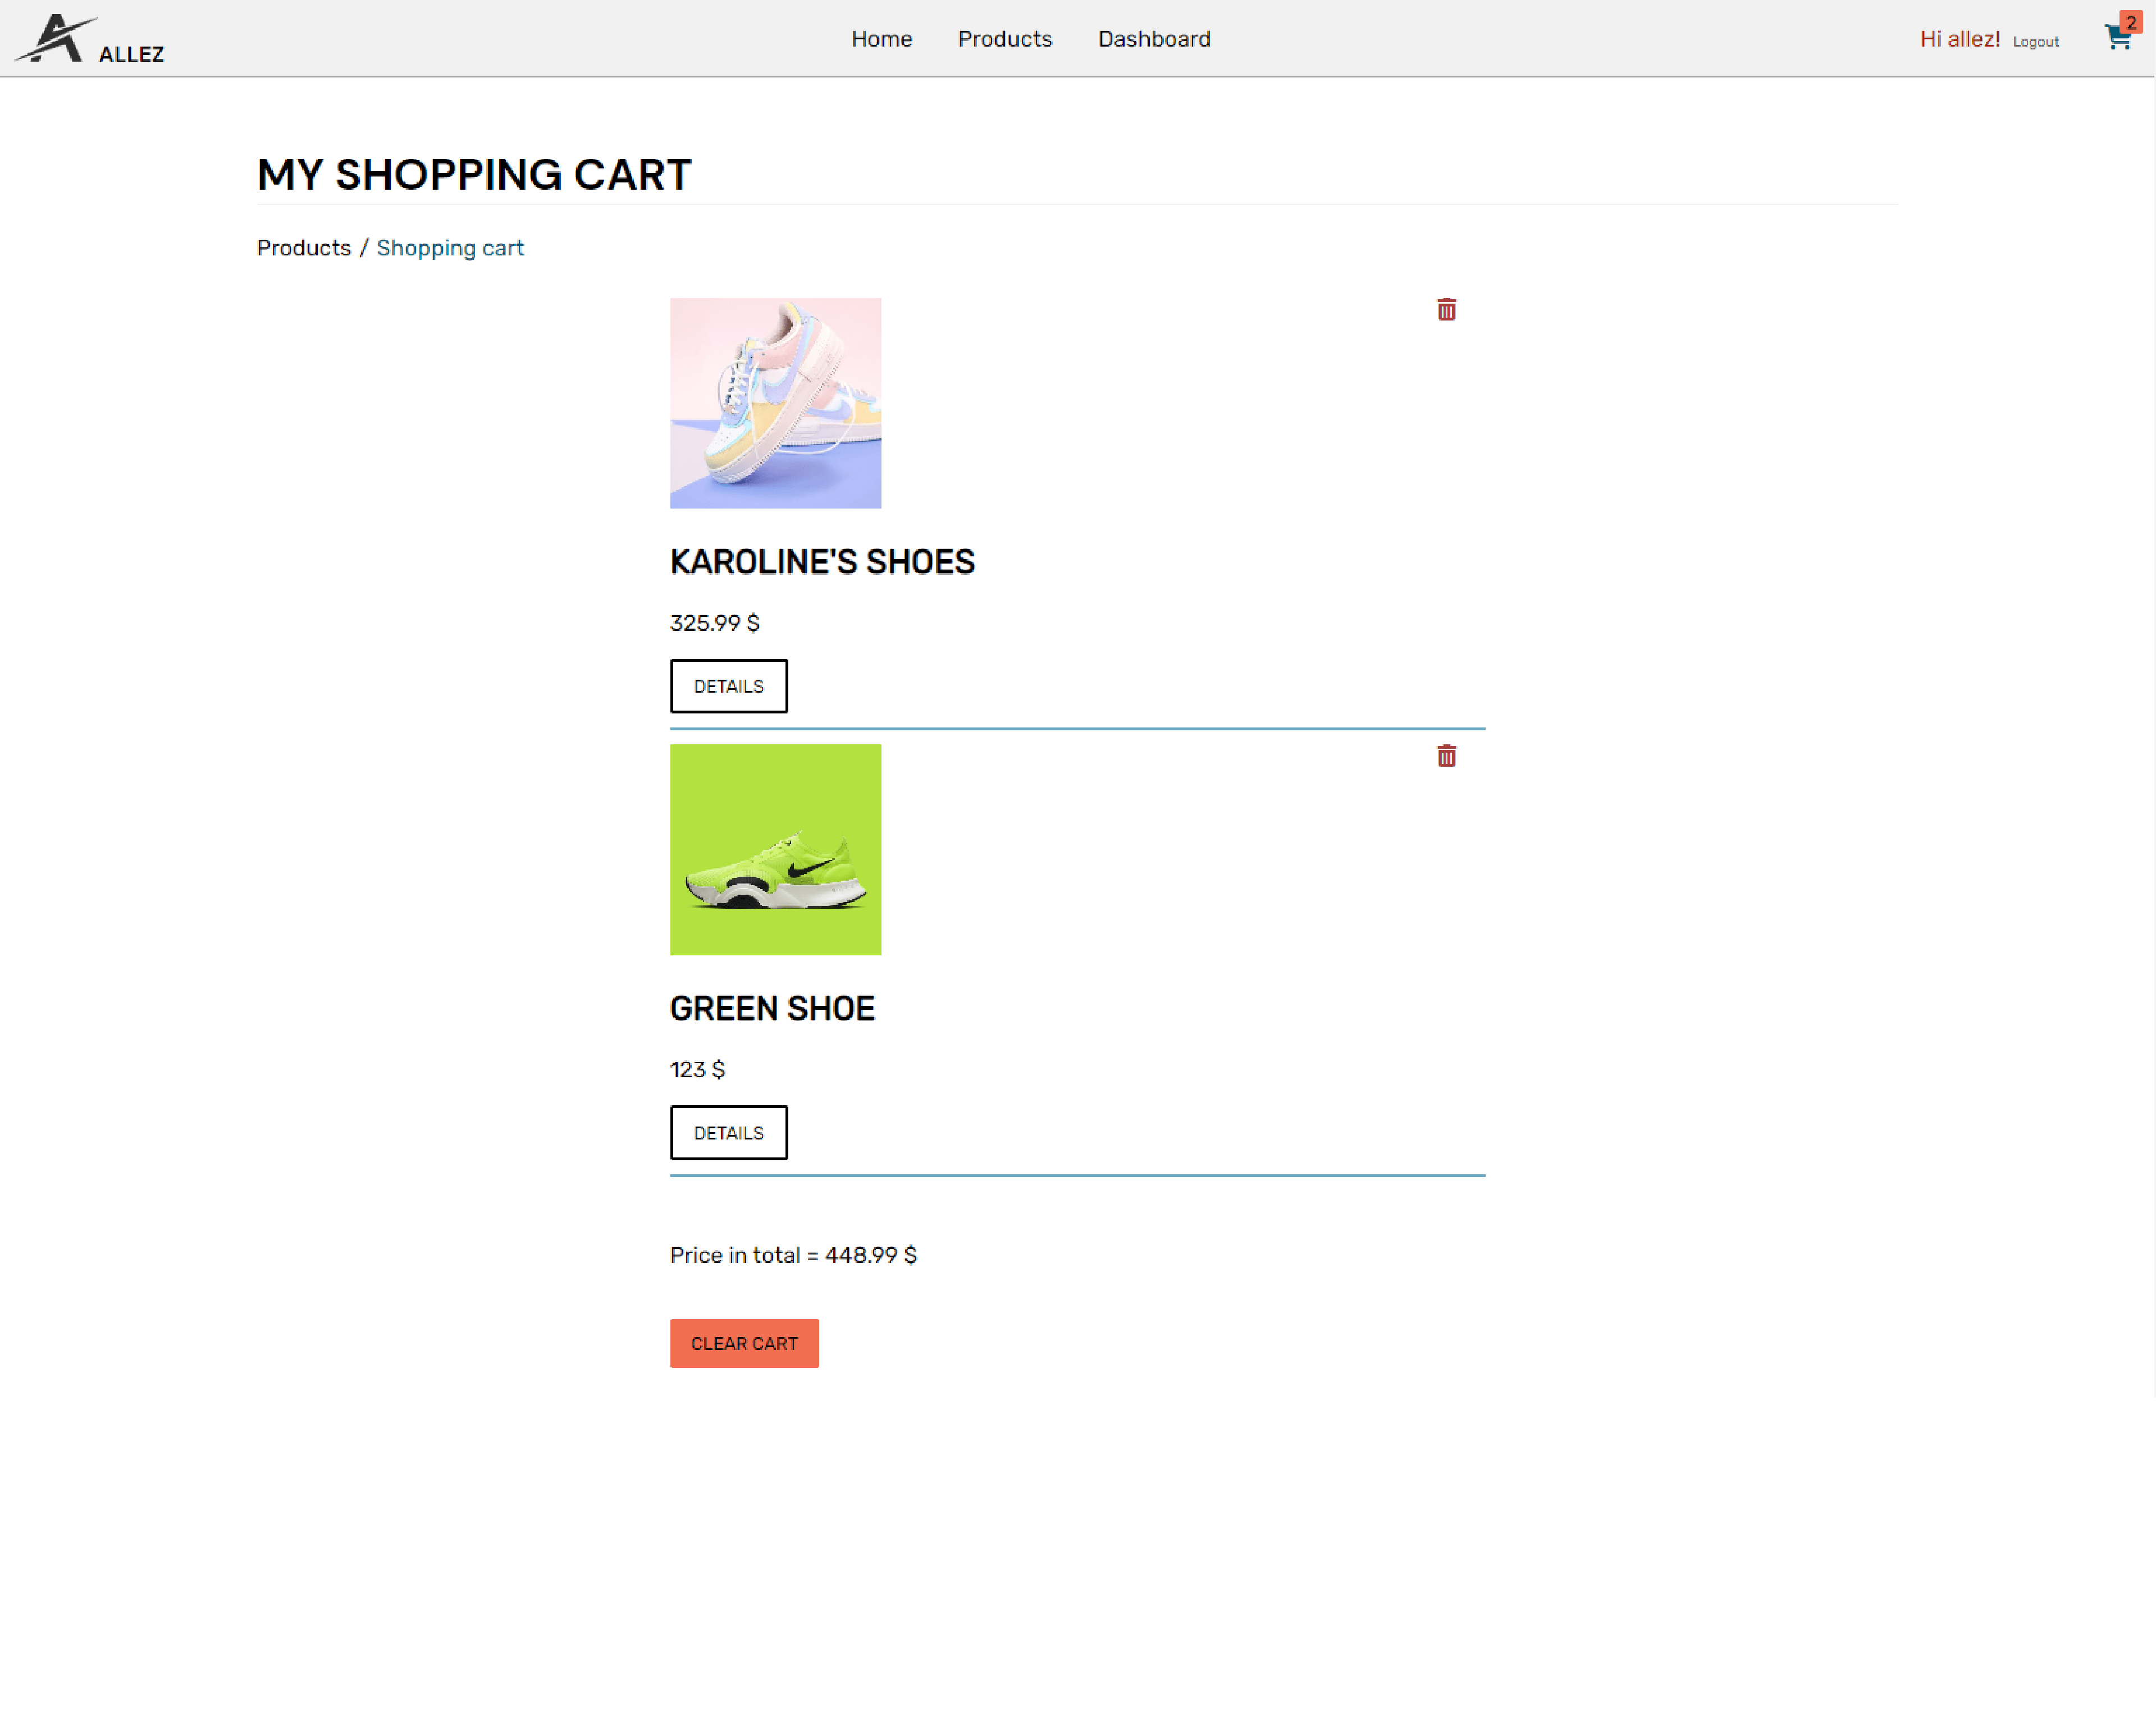 ALLEZ
Home Products Dashboard
Hi allez! Logout
2
MY SHOPPING CART
Products / Shopping cart
KAROLINE'S SHOES
325.99 $
DETAILS
GREEN SHOE
123 $
DETAILS
Price in total = 448.99 $
CLEAR CART